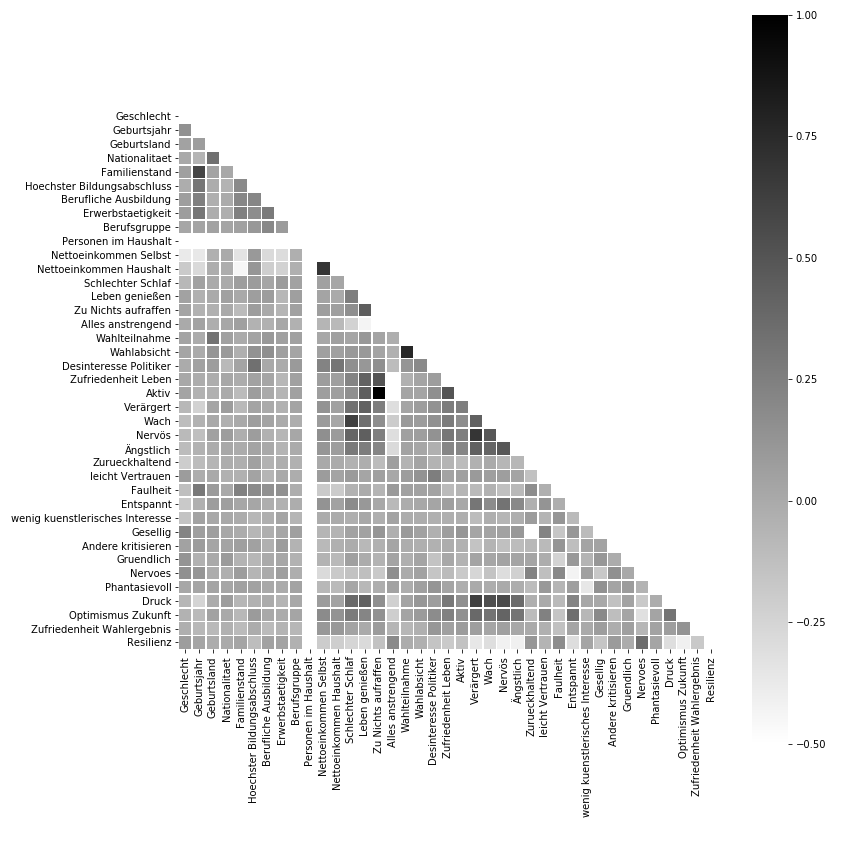 Geschlecht
Geburtsjahr
Geburtsland
Nationalitaet
Familienstand
Hoechster Bildungsabschluss
Berufliche Ausbildung
Erwerbstaetigkeit
Berufsgruppe
Personen im Haushalt
Nettoeinkommen Selbst
Nettoeinkommen Haushalt
Schlechter Schlaf
Leben genießen
Zu Nichts aufraffen
Alles anstrengend
Wahlteilnahme
Wahlabsicht
Desinteresse Politiker
Zufriedenheit Leben
Aktiv
Verärgert
Wach
Nervös
Ängstlich
Zurueckhaltend
leicht Vertrauen
Faulheit
Entspannt
wenig kuenstlerisches Interesse
Gesellig
Andere kritisieren
Gruendlich
Nervoes
Phantasievoll
Druck
Optimismus Zukunft
Zufriedenheit Wahlergebnis
Resilienz
Geschlecht
Geburtsjahr
Geburtsland
Nationalitaet
Familienstand
Hoechster Bildungsabschluss
Berufliche Ausbildung
Erwerbstaetigkeit
Berufsgruppe
Personen im Haushalt
Nettoeinkommen Selbst
Nettoeinkommen Haushalt
Schlechter Schlaf
Leben genießen
Zu Nichts aufraffen
Alles anstrengend
Wahlteilnahme
Wahlabsicht
Desinteresse Politiker
Zufriedenheit Leben
Aktiv
Verärgert
Wach
Nervös
Ängstlich
Zurueckhaltend
leicht Vertrauen
Faulheit
Entspannt
wenig kuenstlerisches Interesse
Gesellig
Andere kritisieren
Gruendlich
Nervoes
Phantasievoll
Druck
Optimismus Zukunft
Zufriedenheit Wahlergebnis
Resilienz
1.00
0.75
0.50
0.25
0.00
−0.25
−0.50